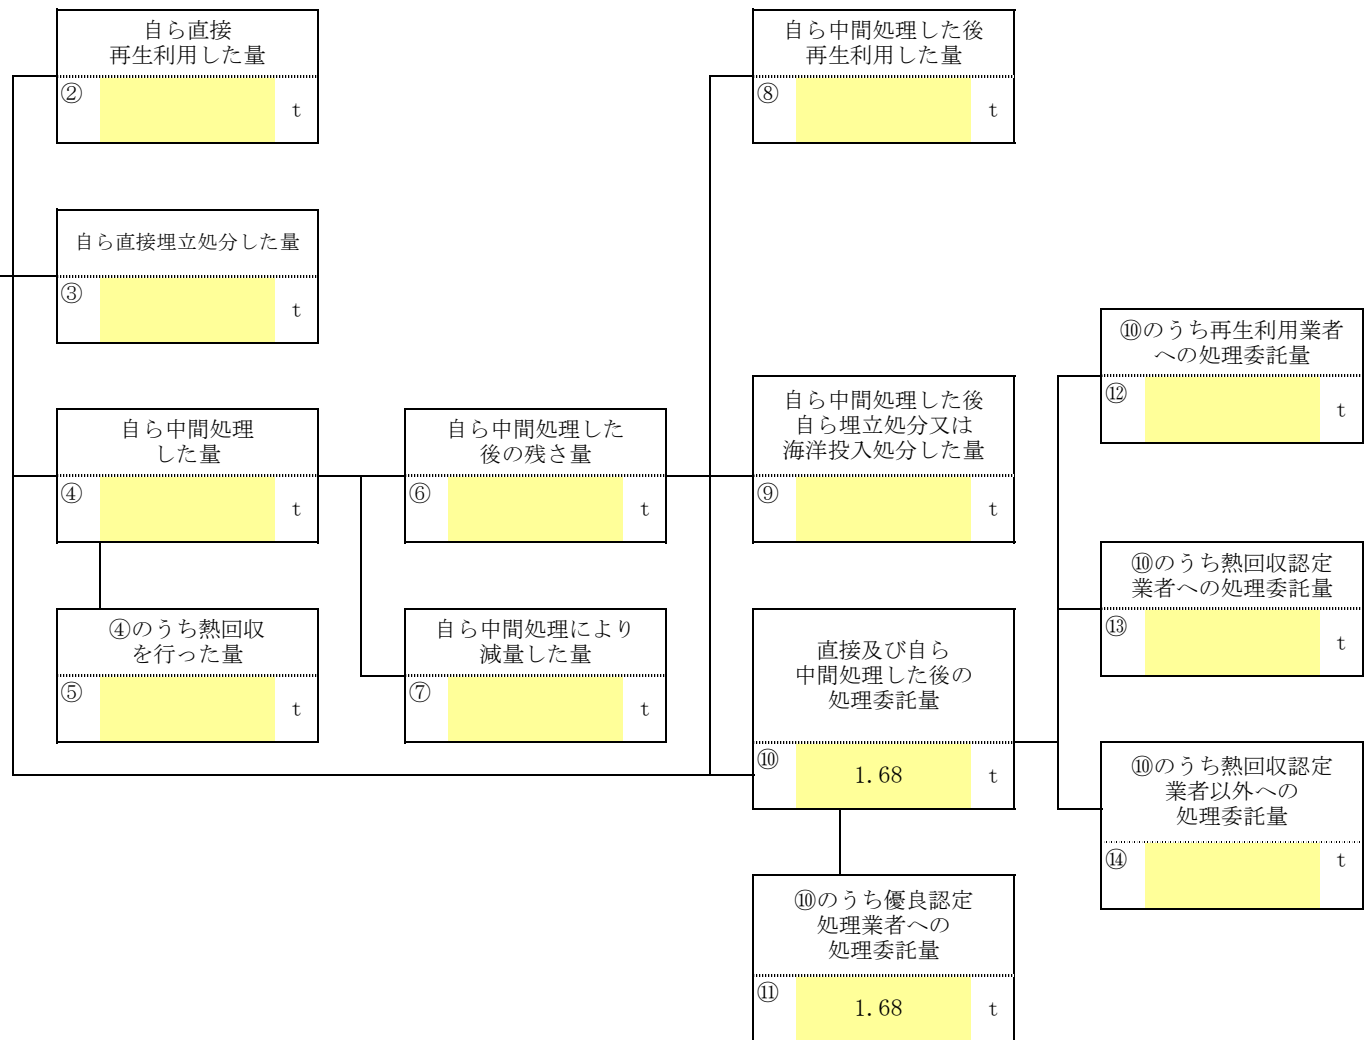 自ら直接
再生利用した量
②
t
自ら中間処理した後
再生利用した量
⑧
t
自ら直接埋立処分した量
③
t
⑩のうち再生利用業者
への処理委託量
⑫
t
自ら中間処理
した量
④
t
自ら中間処理した
後の残さ量
⑥
t
自ら中間処理した後
自ら埋立処分又は
海洋投入処分した量
⑨
t
⑩のうち熱回収認定
業者への処理委託量
⑬
t
④のうち熱回収
を行った量
⑤
t
自ら中間処理により
減量した量
⑦
t
直接及び自ら
中間処理した後の
処理委託量
⑩
1.68
t
⑩のうち熱回収認定
業者以外への
処理委託量
⑭
t
⑩のうち優良認定
処理業者への
処理委託量
⑪
1.68
t